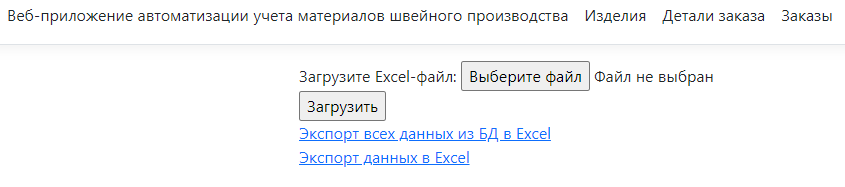 Веб-приложение автоматизации учета материалов швейного производства Изделия Детали заказа Заказы
Загрузите Excel-файл: Выберите файл Файл не выбран
Загрузить
Экспорт всех данных из БД в Excel
Экспорт данных в Excel